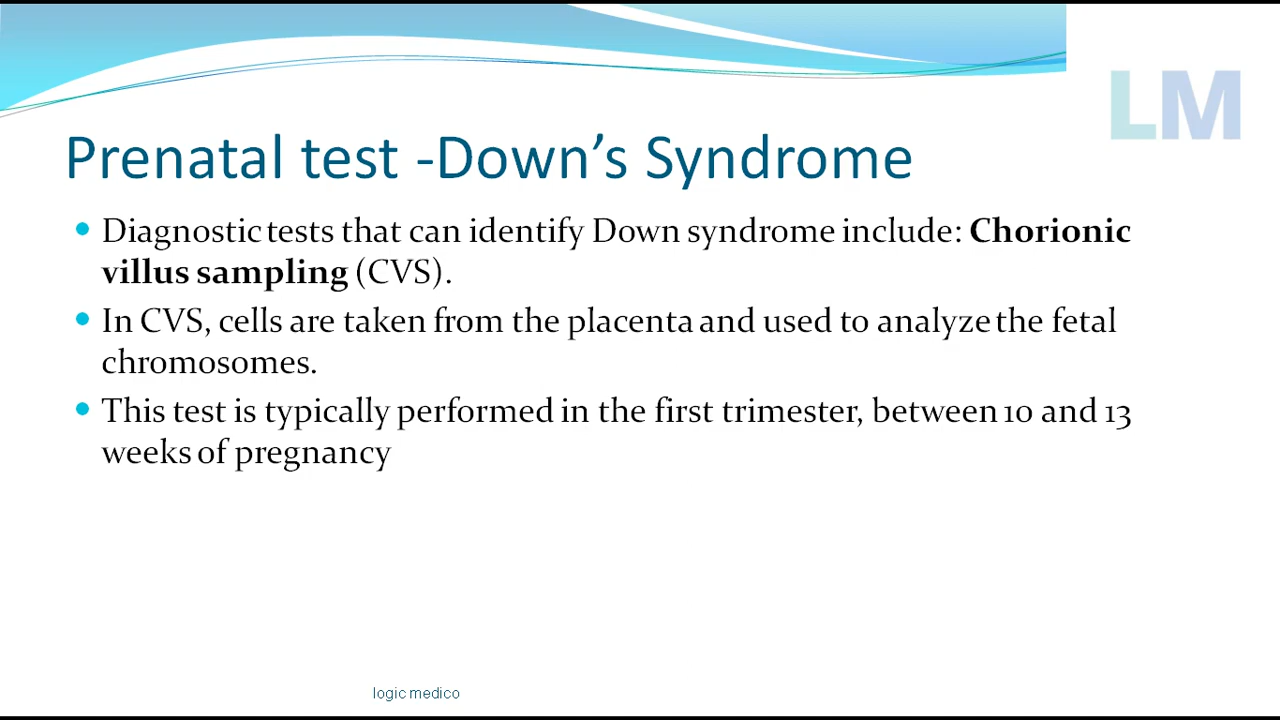 LM
Prenatal test -Down’s Syndrome
Diagnostic tests that can identify Down syndrome include: Chorionic
villus sampling (CVS).
In CVS, cells are taken from the placenta and used to analyze the fetal
chromosomes.
This test is typically performed in the first trimester, between 10 and 13
weeks of pregnancy
logic medico